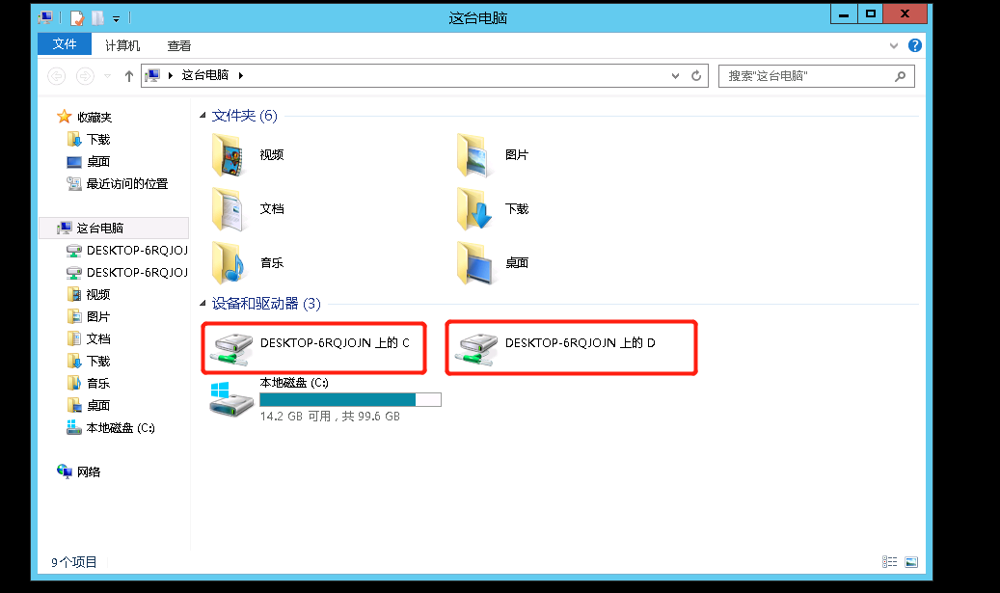 这台电脑
文件 计算机 查看
这台电脑
搜索"这台电脑"
收藏夹
下载
桌面
最近访问的位置
这台电脑
DESKTOP-6RQJOJ
DESKTOP-6RQJOJ
视频
图片
文档
下载
音乐
桌面
本地磁盘 (C:)
网络
文件夹 (6)
视频
图片
文档
下载
音乐
桌面
设备和驱动器 (3)
DESKTOP-6RQJOJN 上的 C
DESKTOP-6RQJOJN 上的 D
本地磁盘 (C:)
14.2 GB 可用，共 99.6 GB
9个项目